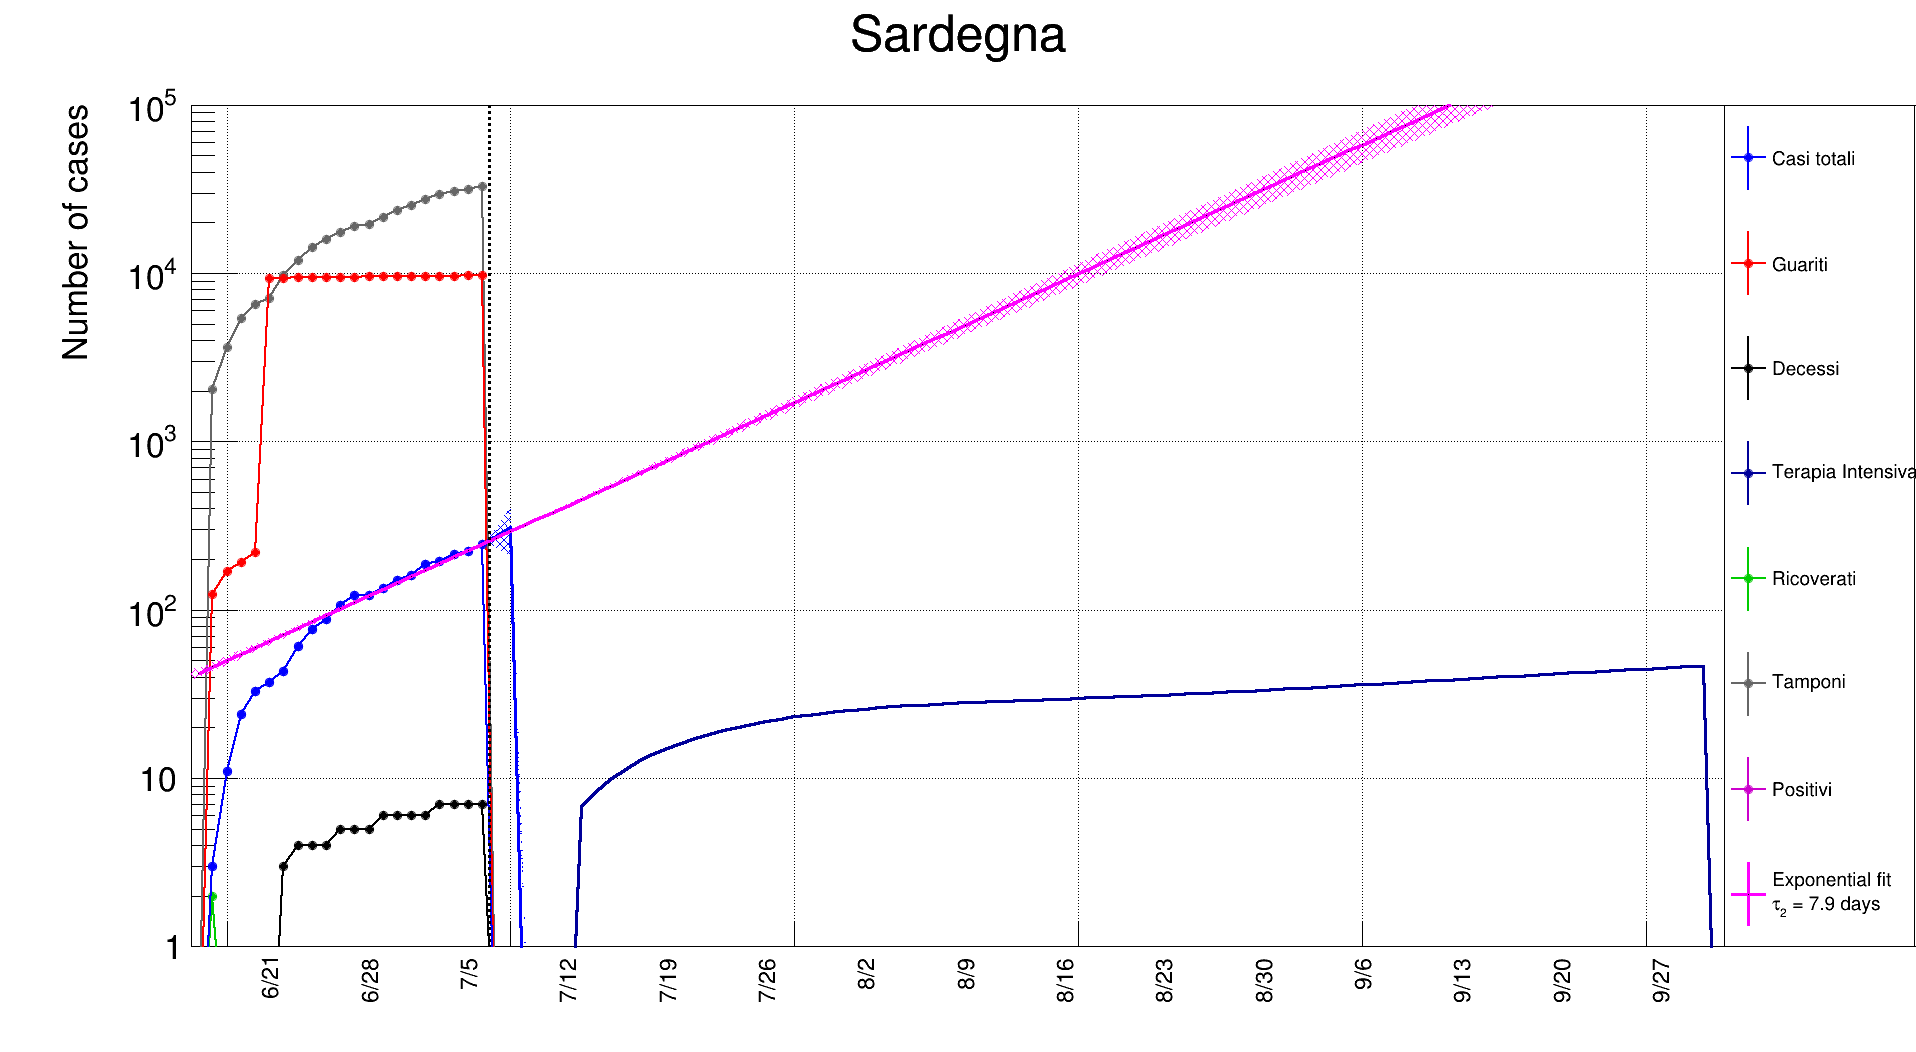 Sardegna
Number of cases
10^5
10^4
10^3
10^2
10
1
6/21
6/28
7/5
7/12
7/19
7/26
8/2
8/9
8/16
8/23
8/30
9/6
9/13
9/20
9/27
Casi totali
Guariti
Decessi
Terapia Intensiva
Ricoverati
Tamponi
Positivi
Exponential fit
τ₂ = 7.9 days